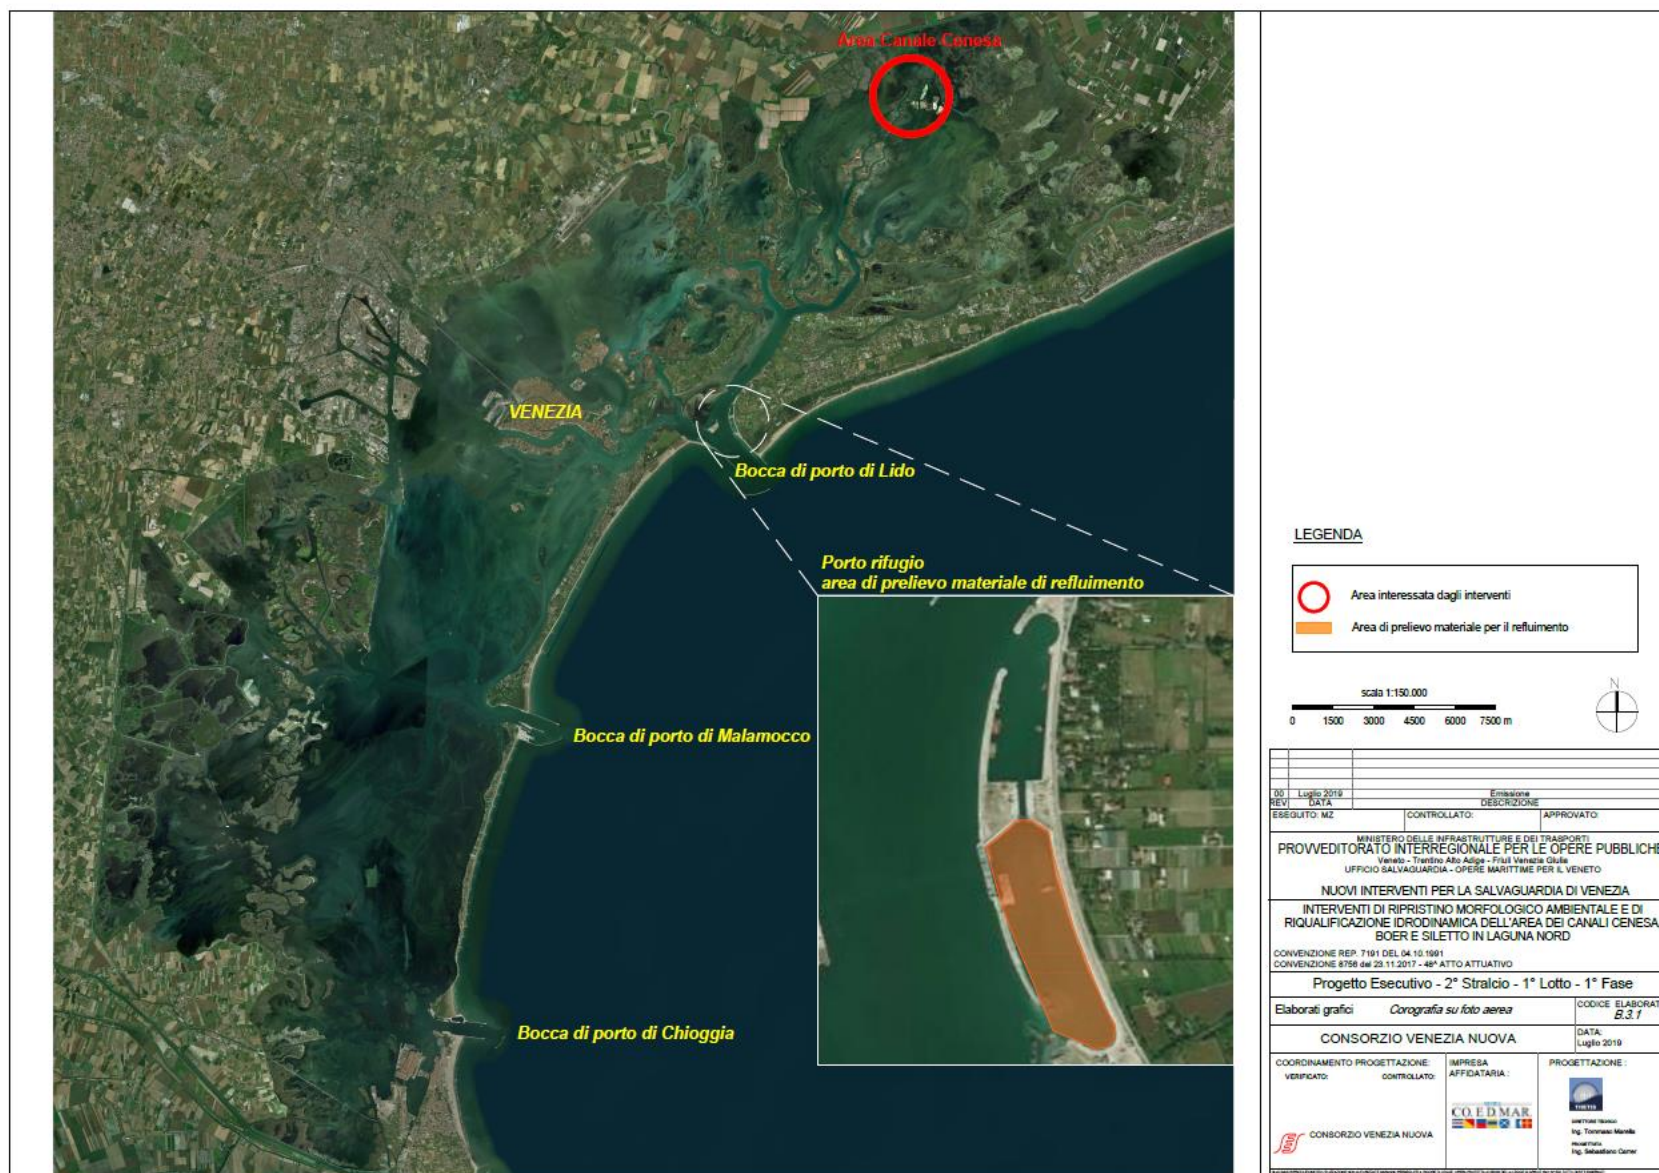 Area Canale Cenesa
VENEZIA
Bocca di porto di Lido
Porto rifugio
area di prelievo materiale di refluimento
Bocca di porto di Malamocco
Bocca di porto di Chioggia
LEGENDA
Area interessata dagli interventi
Area di prelievo materiale per il refluimento
scala 1:150.000
0 1500 3000 4500 6000 7500 m
N
00 Luglio 2019 Emissione
REV DATA DESCRIZIONE
ESEGUITO: MZ CONTROLLATO: APPROVATO:
MINISTERO DELLE INFRASTRUTTURE E DEI TRASPORTI
PROVVEDITORATO INTERREGIONALE PER LE OPERE PUBBLICHE
Veneto - Trentino Alto Adige - Friuli Venezia Giulia
UFFICIO SALVAGUARDIA - OPERE MARITTIME PER IL VENETO
NUOVI INTERVENTI PER LA SALVAGUARDIA DI VENEZIA
INTERVENTI DI RIPRISTINO MORFOLOGICO AMBIENTALE E DI
RIQUALIFICAZIONE IDRODINAMICA DELL'AREA DEI CANALI CENESA
BOER E SILETTO IN LAGUNA NORD
CONVENZIONE REP. 7191 DEL 04.10.1991
CONVENZIONE 8756 del 23.11.2017 - 48^ ATTO ATTUATIVO
Progetto Esecutivo - 2° Stralcio - 1° Lotto - 1° Fase
Elaborati grafici Corografia su foto aerea
CODICE ELABORAT
B.3.1
CONSORZIO VENEZIA NUOVA
DATA:
Luglio 2019
COORDINAMENTO PROGETTAZIONE:
VERIFICATO: CONTROLLATO:
CONSORZIO VENEZIA NUOVA
IMPRESA
AFFIDATARIA :
CO.ED.MAR.
PROGETTAZIONE :
THETIS
DIRETTORE TECNICO
Ing. Tommaso Marella
PROGETTISTA
Ing. Sebastiano Carrer